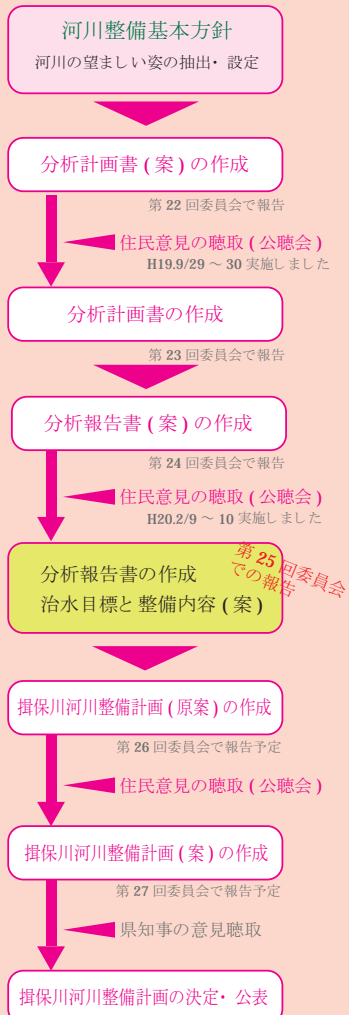 河川整備基本方針
河川の望ましい姿の抽出・設定
分析計画書(案)の作成
第22回委員会で報告
住民意見の聴取(公聴会)
H19.9/29～30実施しました
分析計画書の作成
第23回委員会で報告
分析報告書(案)の作成
第24回委員会で報告
住民意見の聴取(公聴会)
H20.2/9～10実施しました
分析報告書の作成
治水目標と整備内容(案)
第25回委員会
での報告
揖保川河川整備計画(原案)の作成
第26回委員会で報告予定
住民意見の聴取(公聴会)
揖保川河川整備計画(案)の作成
第27回委員会で報告予定
県知事の意見聴取
揖保川河川整備計画の決定・公表